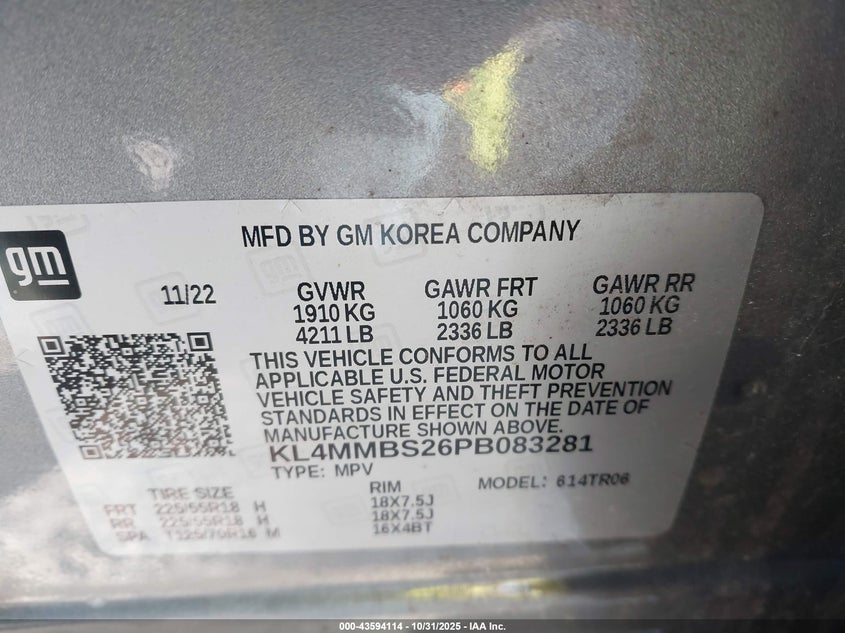 MFD BY GM KOREA COMPANY
gm
11/22
GVWR GAWR FRT GAWR RR
1910 KG 1060 KG 1060 KG
4211 LB 2336 LB 2336 LB
THIS VEHICLE CONFORMS TO ALL
APPLICABLE U.S. FEDERAL MOTOR
VEHICLE SAFETY AND THEFT PREVENTION
STANDARDS IN EFFECT ON THE DATE OF
MANUFACTURE SHOWN ABOVE.
KL4MMBS26PB083281
TYPE: MPV MODEL: 614TR06
TIRE SIZE RIM
FRT 225/55R18 H 18X7.5J
RR 225/55R18 H 18X7.5J
SPA T125/70R16 M 16X4BT
000-43594114 - 10/31/2025 - IAA Inc.